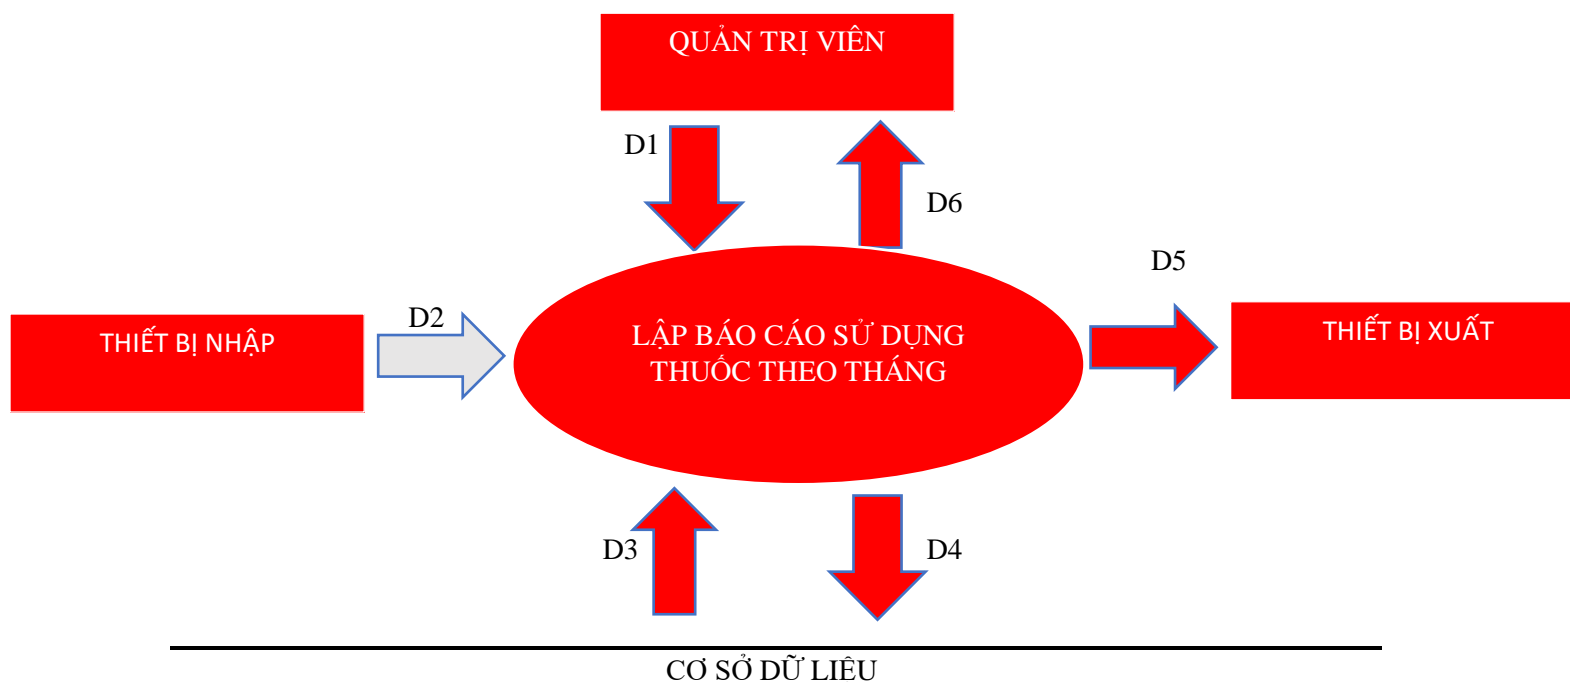 QUẢN TRỊ VIÊN
D1
D6
D5
D2
THIẾT BỊ NHẬP
LẬP BÁO CÁO SỬ DỤNG
THUỐC THEO THÁNG
THIẾT BỊ XUẤT
D3
D4
CƠ SỞ DỮ LIÊU